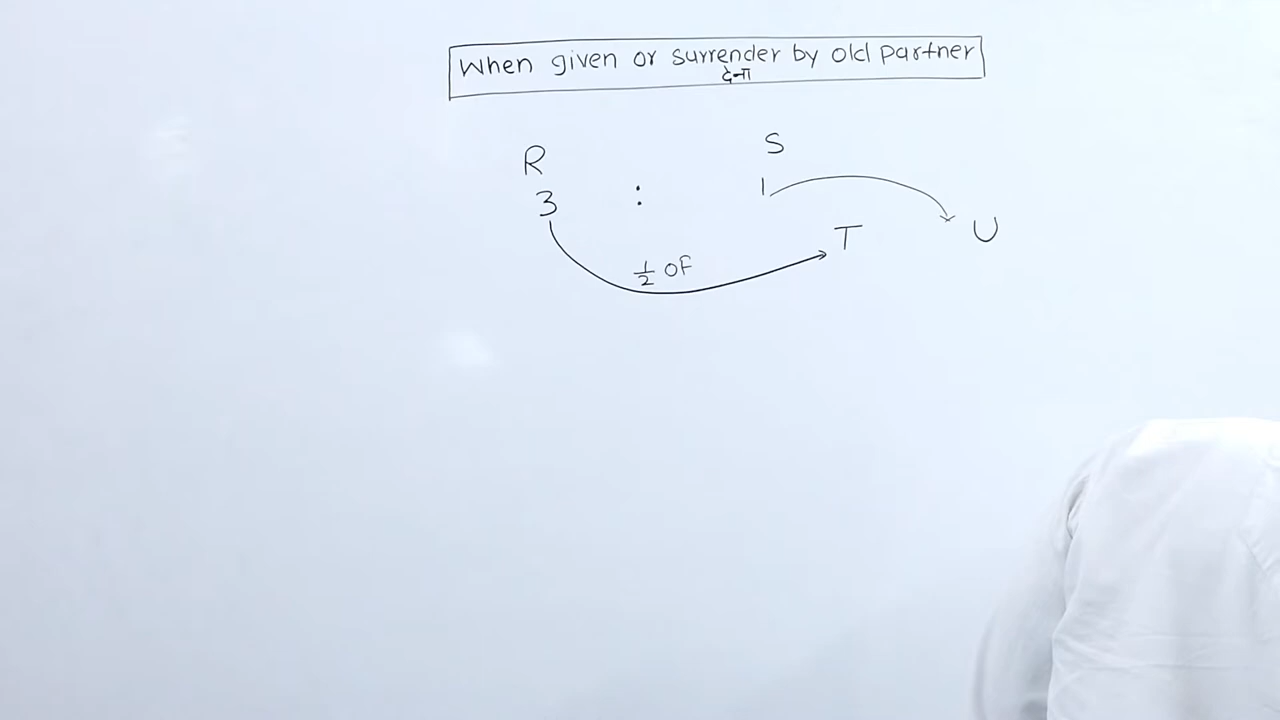 When given or surrender by old partner
देना
R : S
3 1
T U
1/2 OF